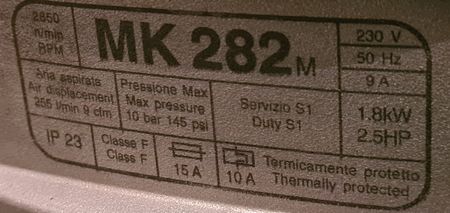 2850
n/min
RPM
MK 282 M
230 V
50 Hz
9 A
Aria aspirata
Air displacement
255 l/min 9 cfm
Pressione Max
Max pressure
10 bar 145 psi
Servizio S1
Duty S1
1.8kW
2.5HP
IP 23
Classe F
Class F
15 A
10 A
Termicamente protetto
Thermally protected